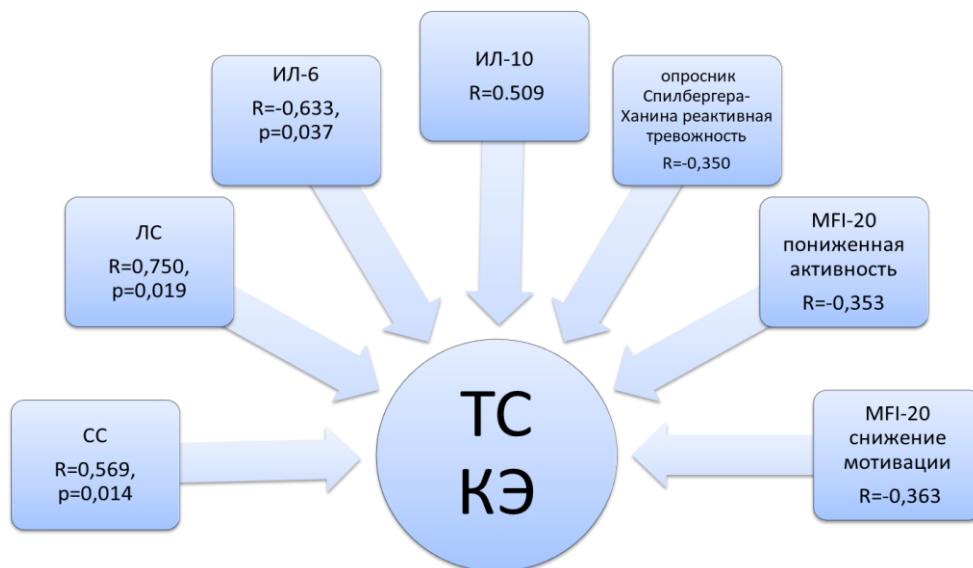 СС
R=0,569,
p=0,014
ЛС
R=0,750,
p=0,019
ИЛ-6
R=-0,633,
p=0,037
ИЛ-10
R=0.509
опросник
Спилбергера-
Ханина реактивная
тревожность
R=-0,350
MFI-20
пониженная
активность
R=-0,353
MFI-20
снижение
мотивации
R=-0,363
ТС
КЭ